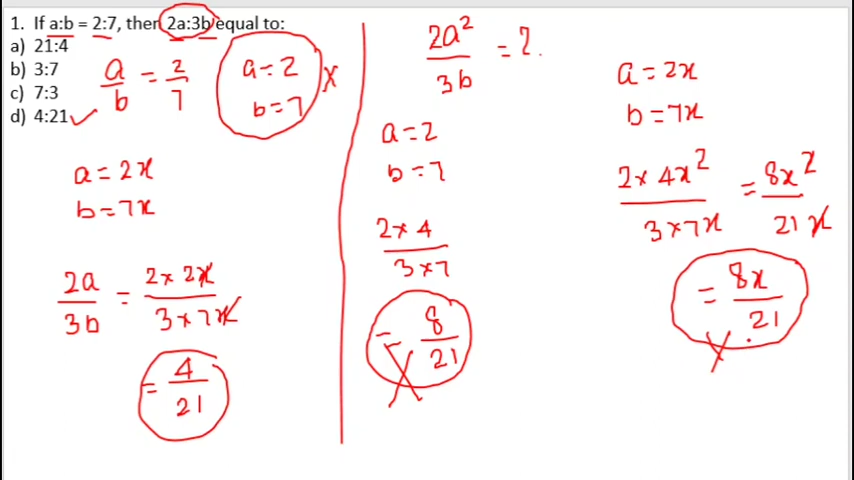 1. If a:b = 2:7, then 2a:3b equal to:
a) 21:4
b) 3:7
c) 7:3
d) 4:21 ✓
a/b = 2/7
a = 2 ×
b = 7
a = 2x
b = 7x
2a/3b = 2 × 2x / 3 × 7x
= 4/21
2a²/3b = ?
a = 2
b = 7
2 × 4 / 3 × 7
= 8/21
a = 2x
b = 7x
2 × 4x² / 3 × 7x = 8x² / 21x
= 8x/21